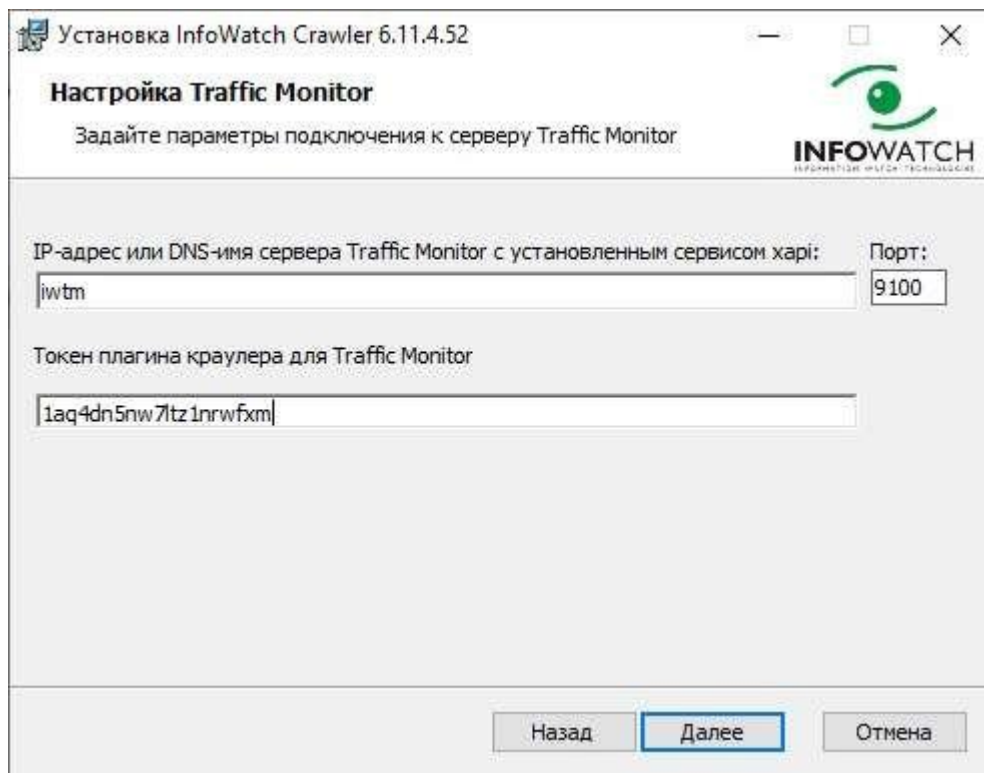 Установка InfoWatch Crawler 6.11.4.52
Настройка Traffic Monitor
Задайте параметры подключения к серверу Traffic Monitor
INFOWATCH
IP-адрес или DNS-имя сервера Traffic Monitor с установленным сервисом xapi:
Порт:
iwtm
9100
Токен плагина краулера для Traffic Monitor
1aq4dn5nw7ltz1nrwfxm
Назад
Далее
Отмена